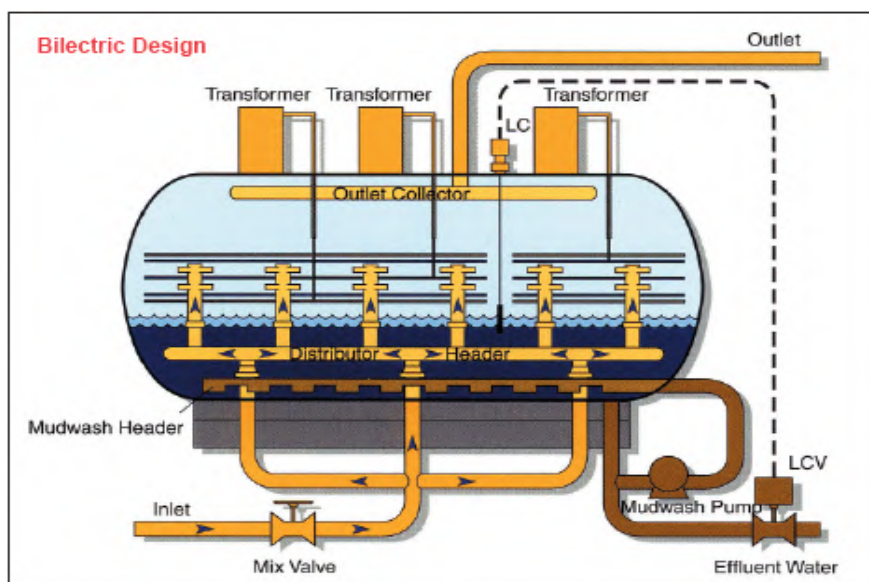 Bilectric Design
Outlet
Transformer
Transformer
Transformer
LC
Outlet Collector
Distributor
Header
Mudwash Header
LCV
Mudwash Pump
Inlet
Mix Valve
Effluent Water